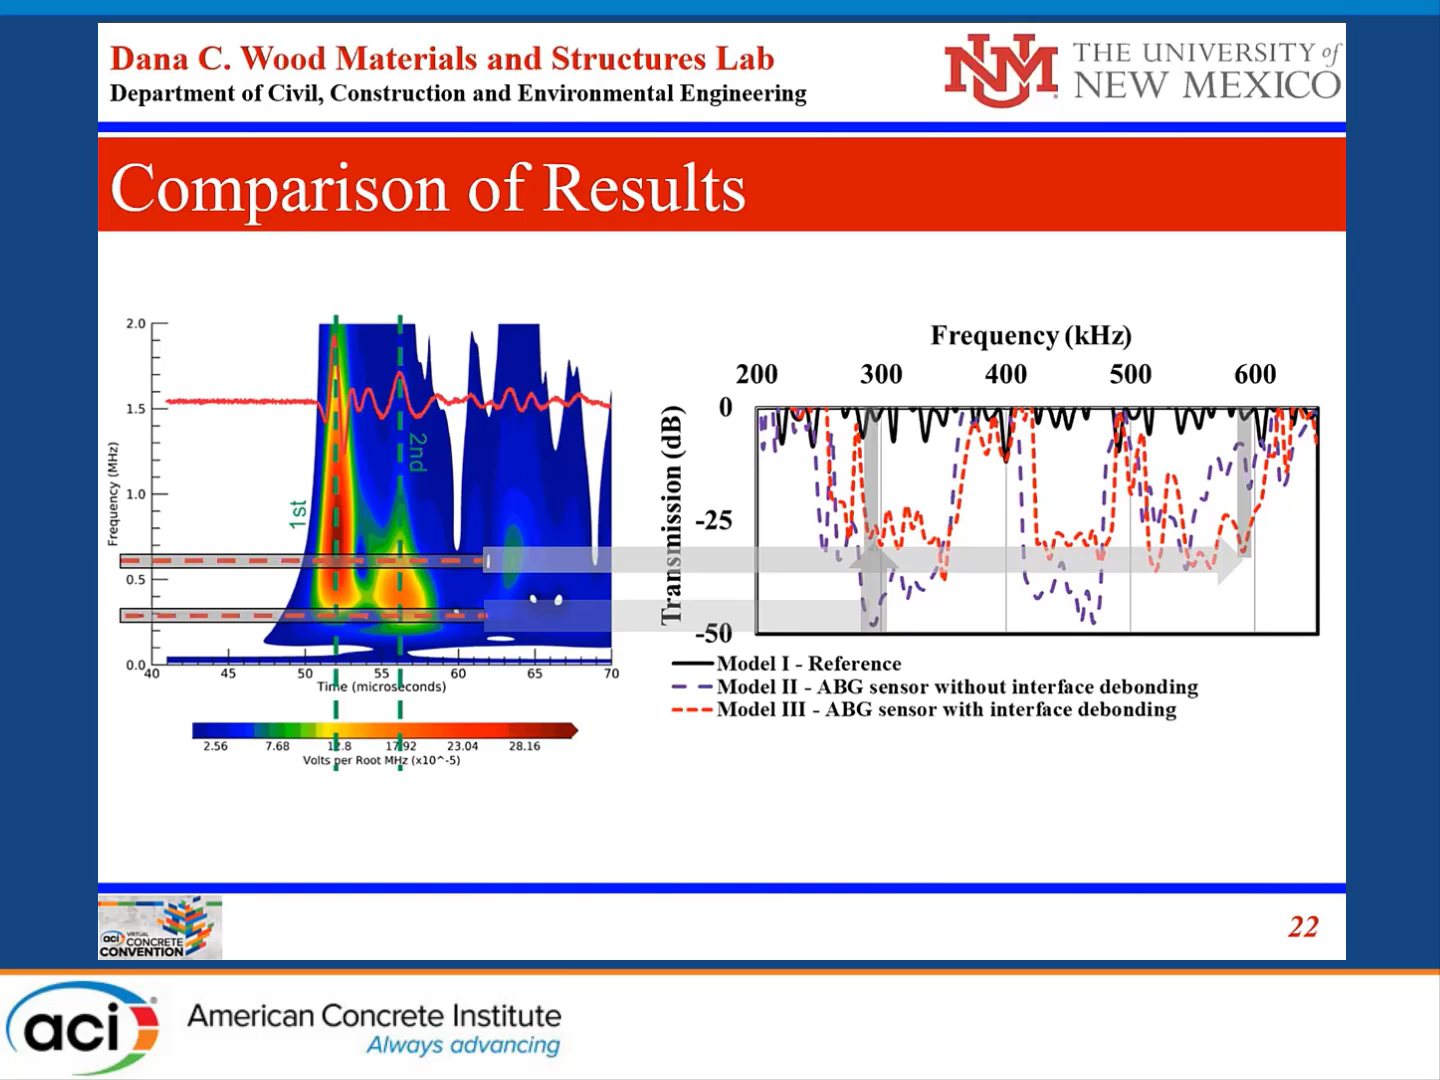 Dana C. Wood Materials and Structures Lab
Department of Civil, Construction and Environmental Engineering
UNM
THE UNIVERSITY of
NEW MEXICO
Comparison of Results
2.0
1.5
1.0
0.5
0.0
Frequency (MHz)
1st
2nd
40 45 50 55 60 65 70
Time (microseconds)
2.56 7.68 12.8 17.92 23.04 28.16
Volts per Root MHz (x10^-5)
Frequency (kHz)
200 300 400 500 600
0
-25
-50
Transmission (dB)
Model I - Reference
Model II - ABG sensor without interface debonding
Model III - ABG sensor with interface debonding
aci VIRTUAL
CONCRETE
CONVENTION
22
aci
American Concrete Institute
Always advancing